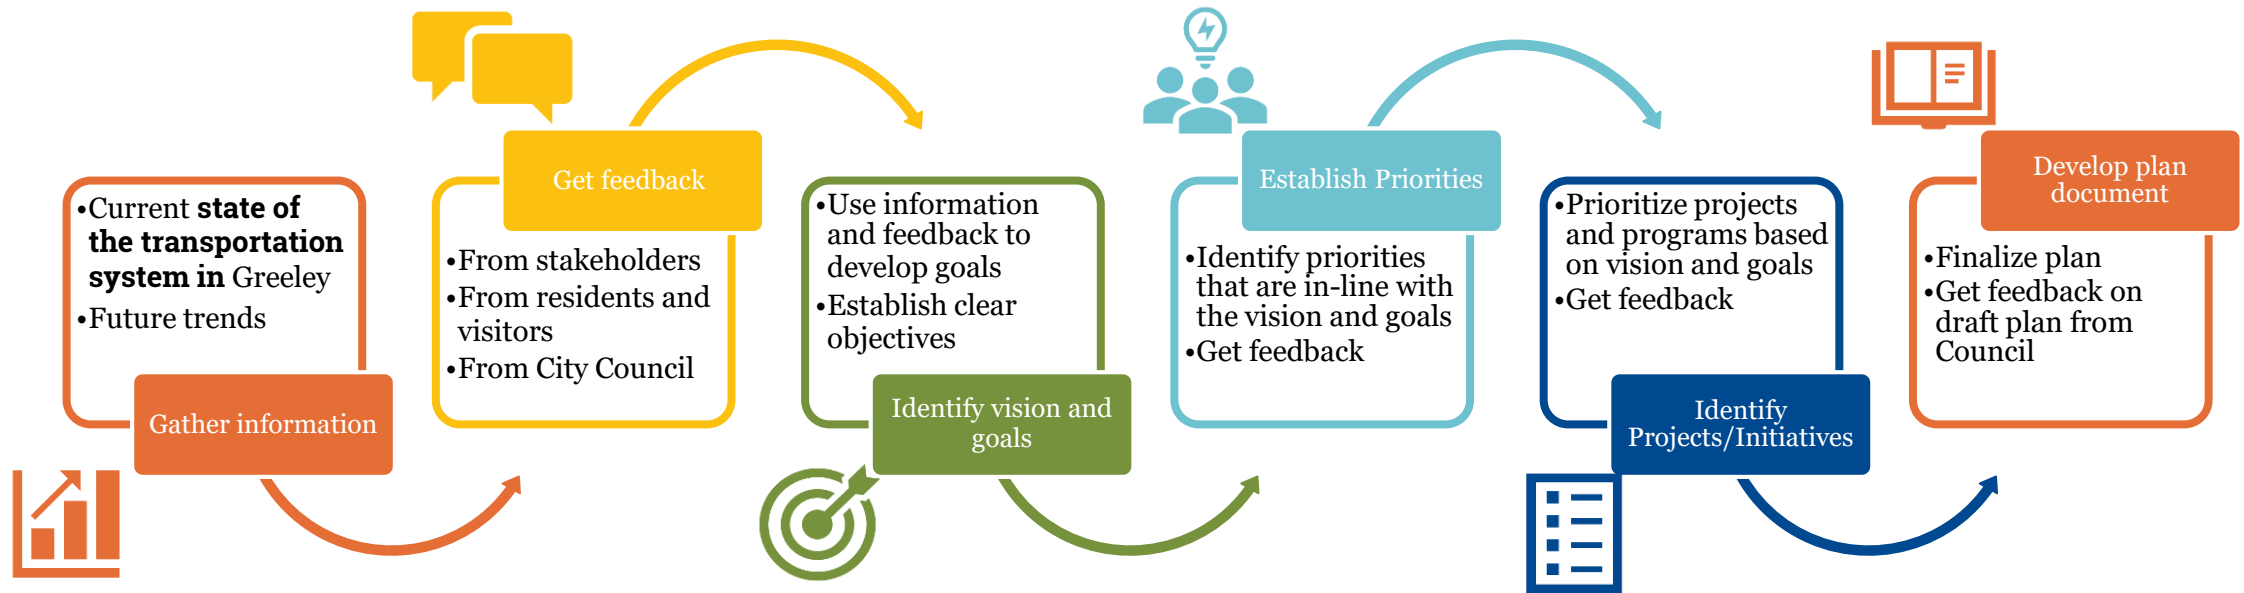 •Current state of
the transportation
system in Greeley
•Future trends
Gather information
Get feedback
•From stakeholders
•From residents and
visitors
•From City Council
•Use information
and feedback to
develop goals
•Establish clear
objectives
Identify vision and
goals
Establish Priorities
•Identify priorities
that are in-line with
the vision and goals
•Get feedback
•Prioritize projects
and programs based
on vision and goals
•Get feedback
Identify
Projects/Initiatives
Develop plan
document
•Finalize plan
•Get feedback on
draft plan from
Council